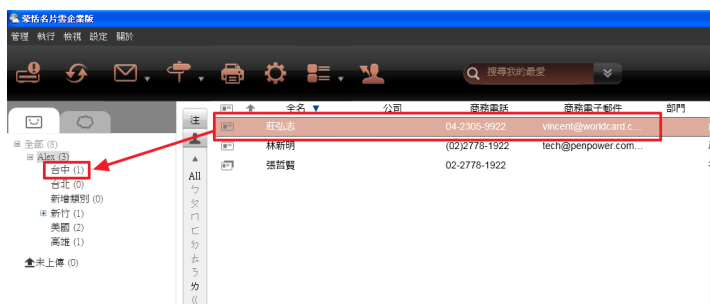 蒙恬名片雲企業版
管理 執行 檢視 設定 關於
搜尋我的最愛
全名 公司 商務電話 商務電子郵件 部門
注
旺弘志 04-2305-9922 vincent@worldcard.c...
林新明 (02)2778-1922 tech@penpower.com...
張哲賢 02-2778-1922
全部 (8)
Alex (3)
台中 (1)
台北 (0)
新增類別 (0)
新竹 (1)
美國 (2)
高雄 (1)
未上傳 (0)
All
ㄅ
ㄆ
ㄇ
ㄈ
ㄉ
ㄊ
ㄋ
ㄌ
ㄍ